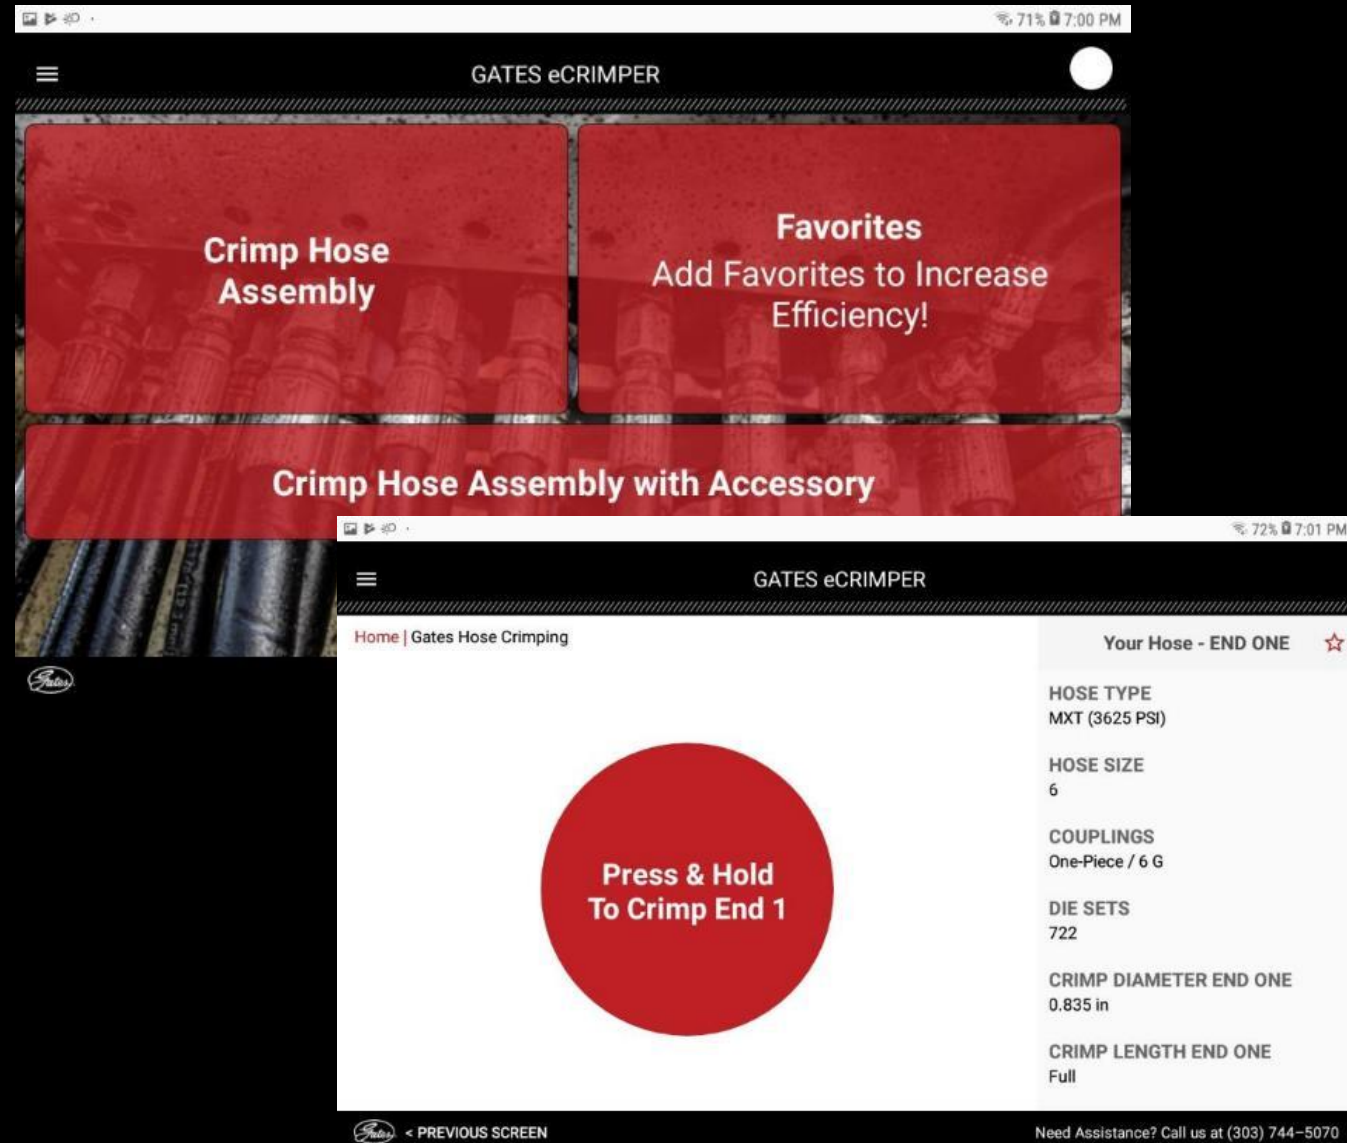 71% 7:00 PM
GATES eCRIMPER
Crimp Hose
Assembly
Favorites
Add Favorites to Increase
Efficiency!
Crimp Hose Assembly with Accessory
Gates
72% 7:01 PM
GATES eCRIMPER
Home | Gates Hose Crimping
Your Hose - END ONE
HOSE TYPE
MXT (3625 PSI)
HOSE SIZE
6
COUPLINGS
One-Piece / 6 G
DIE SETS
722
CRIMP DIAMETER END ONE
0.835 in
CRIMP LENGTH END ONE
Full
Press & Hold
To Crimp End 1
Gates
< PREVIOUS SCREEN
Need Assistance? Call us at (303) 744–5070